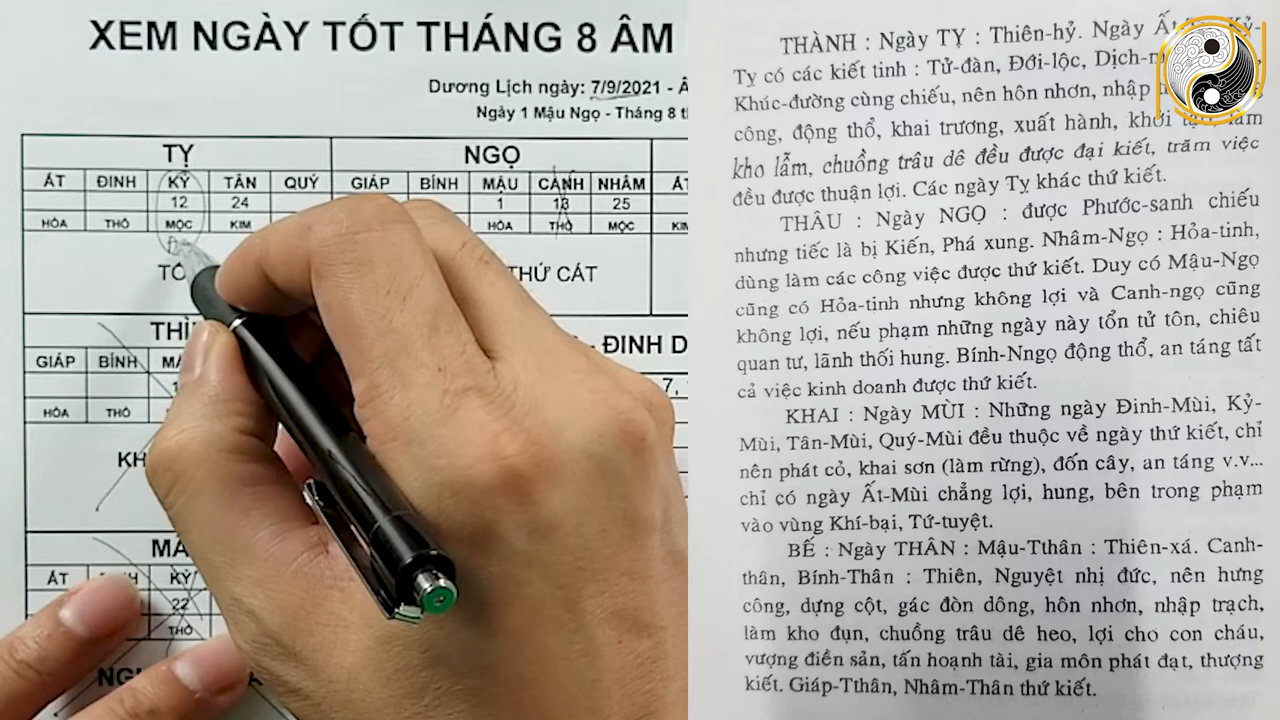 XEM NGÀY TỐT THÁNG 8 ÂM
Dương Lịch ngày: 7/9/2021 -
Ngày 1 Mậu Ngọ - Tháng 8
TỴ NGỌ
ẤT ĐINH KỶ TÂN QUÝ GIÁP BÍNH MẬU CANH NHÂM
12 24 1 13 25
HỎA THỔ MỘC KIM HỎA THỔ MỘC
THỨ CÁT
- ĐINH
GIÁP BÍNH
7,
HỎA THỔ
ẤT KỶ
22
THỔ
THÀNH : Ngày TỴ : Thiên-hỷ. Ngày
Tỵ có các kiết tinh : Tử-đàn, Đới-lộc,
Khúc-đường cùng chiếu, nên hôn nhơn, nhập
công, động thổ, khai trương, xuất hành, khởi tạo, làm
kho lẫm, chuồng trâu dê đều được đại kiết, trăm việc
đều được thuận lợi. Các ngày Tỵ khác thứ kiết.
THÂU : Ngày NGỌ : được Phước-sanh chiếu
nhưng tiếc là bị Kiến, Phá xung. Nhâm-Ngọ : Hỏa-tinh,
dùng làm các công việc được thứ kiết. Duy có Mậu-Ngọ
cũng có Hỏa-tinh nhưng không lợi và Canh-ngọ cũng
không lợi, nếu phạm những ngày này tổn tử tôn, chiêu
quan tư, lãnh thối hung. Bính-Nngọ động thổ, an táng tất
cả việc kinh doanh được thứ kiết.
KHAI : Ngày MÙI : Những ngày Đinh-Mùi, Kỷ-
Mùi, Tân-Mùi, Quý-Mùi đều thuộc về ngày thứ kiết, chỉ
nên phát cỏ, khai sơn (làm rừng), đốn cây, an táng v.v...
chỉ có ngày Ất-Mùi chẳng lợi, hung, bên trong phạm
vào vùng Khí-bại, Tứ-tuyệt.
BẾ : Ngày THÂN : Mậu-Tthân : Thiên-xá. Canh-
thân, Bính-Thân : Thiên, Nguyệt nhị đức, nên hưng
công, dựng cột, gác đòn dông, hôn nhơn, nhập trạch,
làm kho đụn, chuồng trâu dê heo, lợi cho con cháu,
vượng điền sản, tấn hoạnh tài, gia môn phát đạt, thượng
kiết. Giáp-Tthân, Nhâm-Thân thứ kiết.